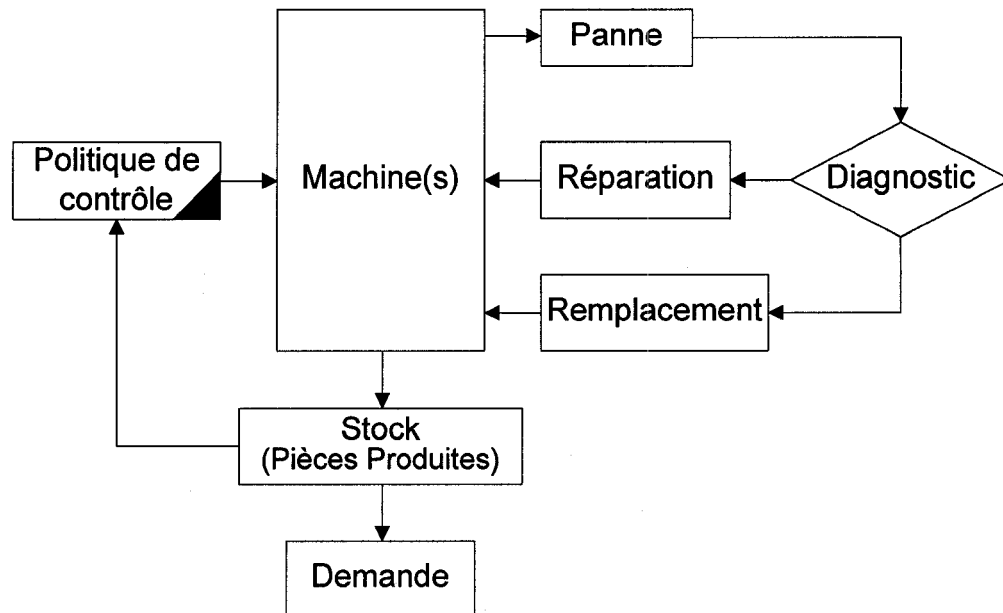 Panne
Politique de
contrôle
Machine(s)
Réparation
Diagnostic
Remplacement
Stock
(Pièces Produites)
Demande